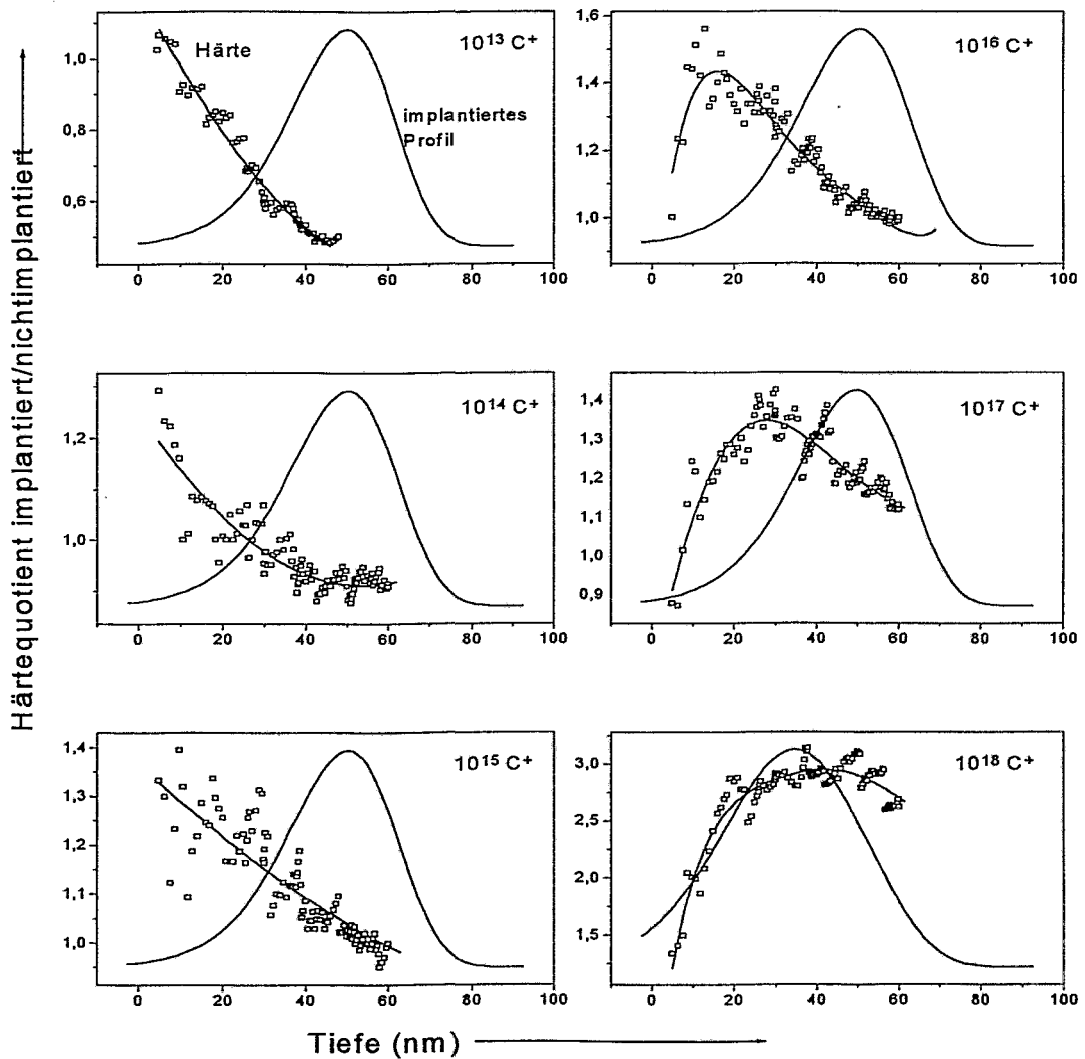 Härtequotient implantiert/nichtimplantiert
1,0
0,8
0,6
0 20 40 60 80 100
Härte
implantiertes
Profil
10¹³ C+
1,6
1,4
1,2
1,0
0 20 40 60 80 100
10¹⁶ C+
1,2
1,0
0 20 40 60 80 100
10¹⁴ C+
1,4
1,3
1,2
1,1
1,0
0,9
0 20 40 60 80 100
10¹⁷ C+
1,4
1,3
1,2
1,1
1,0
0 20 40 60 80 100
10¹⁵ C+
3,0
2,5
2,0
1,5
0 20 40 60 80 100
10¹⁸ C+
Tiefe (nm)